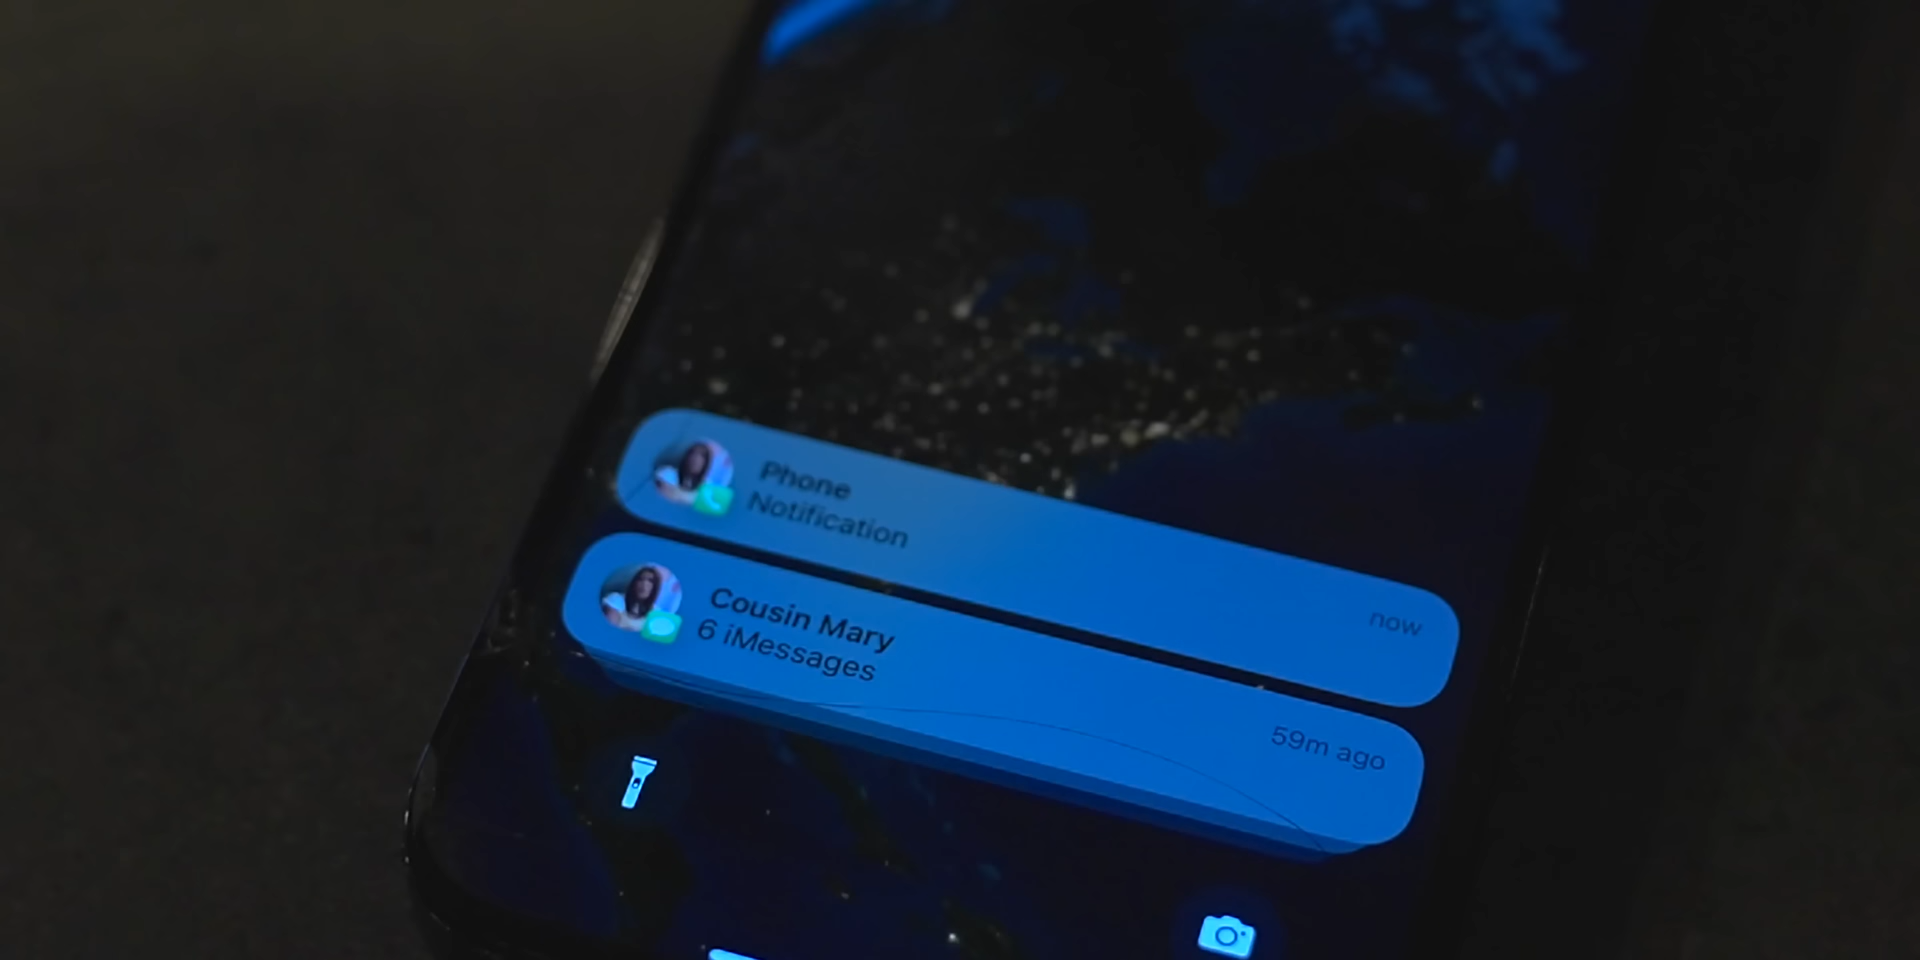 Phone
Notification
now
Cousin Mary
6 iMessages
59m ago